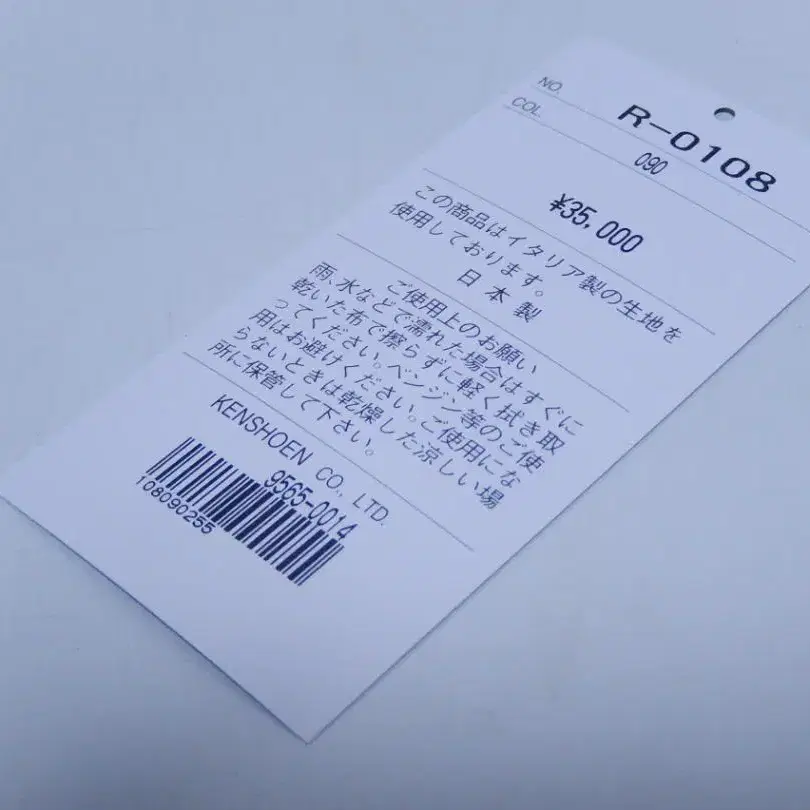 NO.
R-0108
COL.
090
¥35,000
この商品はイタリア製の生地を
使用しております。
日本製
ご使用上のお願い
雨、水などで濡れた場合はすぐに
乾いた布で擦らずに軽く拭き取
ってください。ベンジン等のご使
用はお避けください。ご使用にな
らないときは乾燥した涼しい場
所に保管して下さい。
KENSHOEN CO., LTD.
9565-0014
108090255